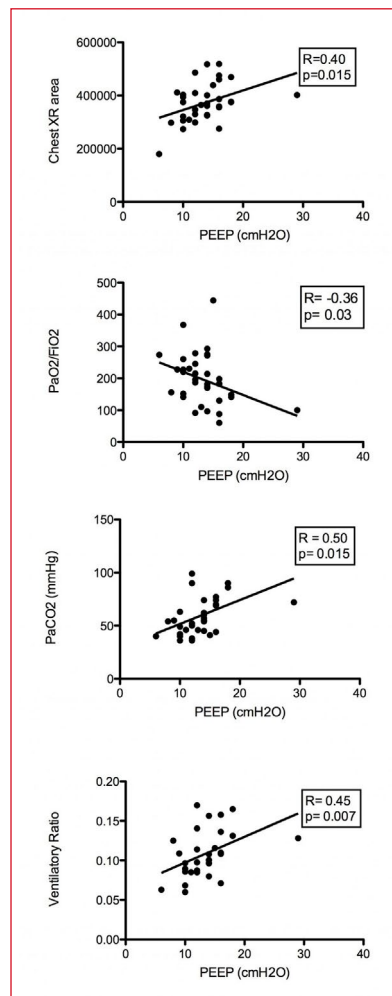 600000
R=0.40
p=0.015
400000
Chest XR area
200000
0
0 10 20 30 40
PEEP (cmH2O)
500
R= -0.36
p= 0.03
400
300
PaO2/FiO2
200
100
0
0 10 20 30 40
PEEP (cmH2O)
150
R = 0.50
p = 0.015
100
PaCO2 (mmHg)
50
0
0 10 20 30 40
PEEP (cmH2O)
0.20
R= 0.45
p= 0.007
0.15
Ventilatory Ratio
0.10
0.05
0.00
0 10 20 30 40
PEEP (cmH2O)